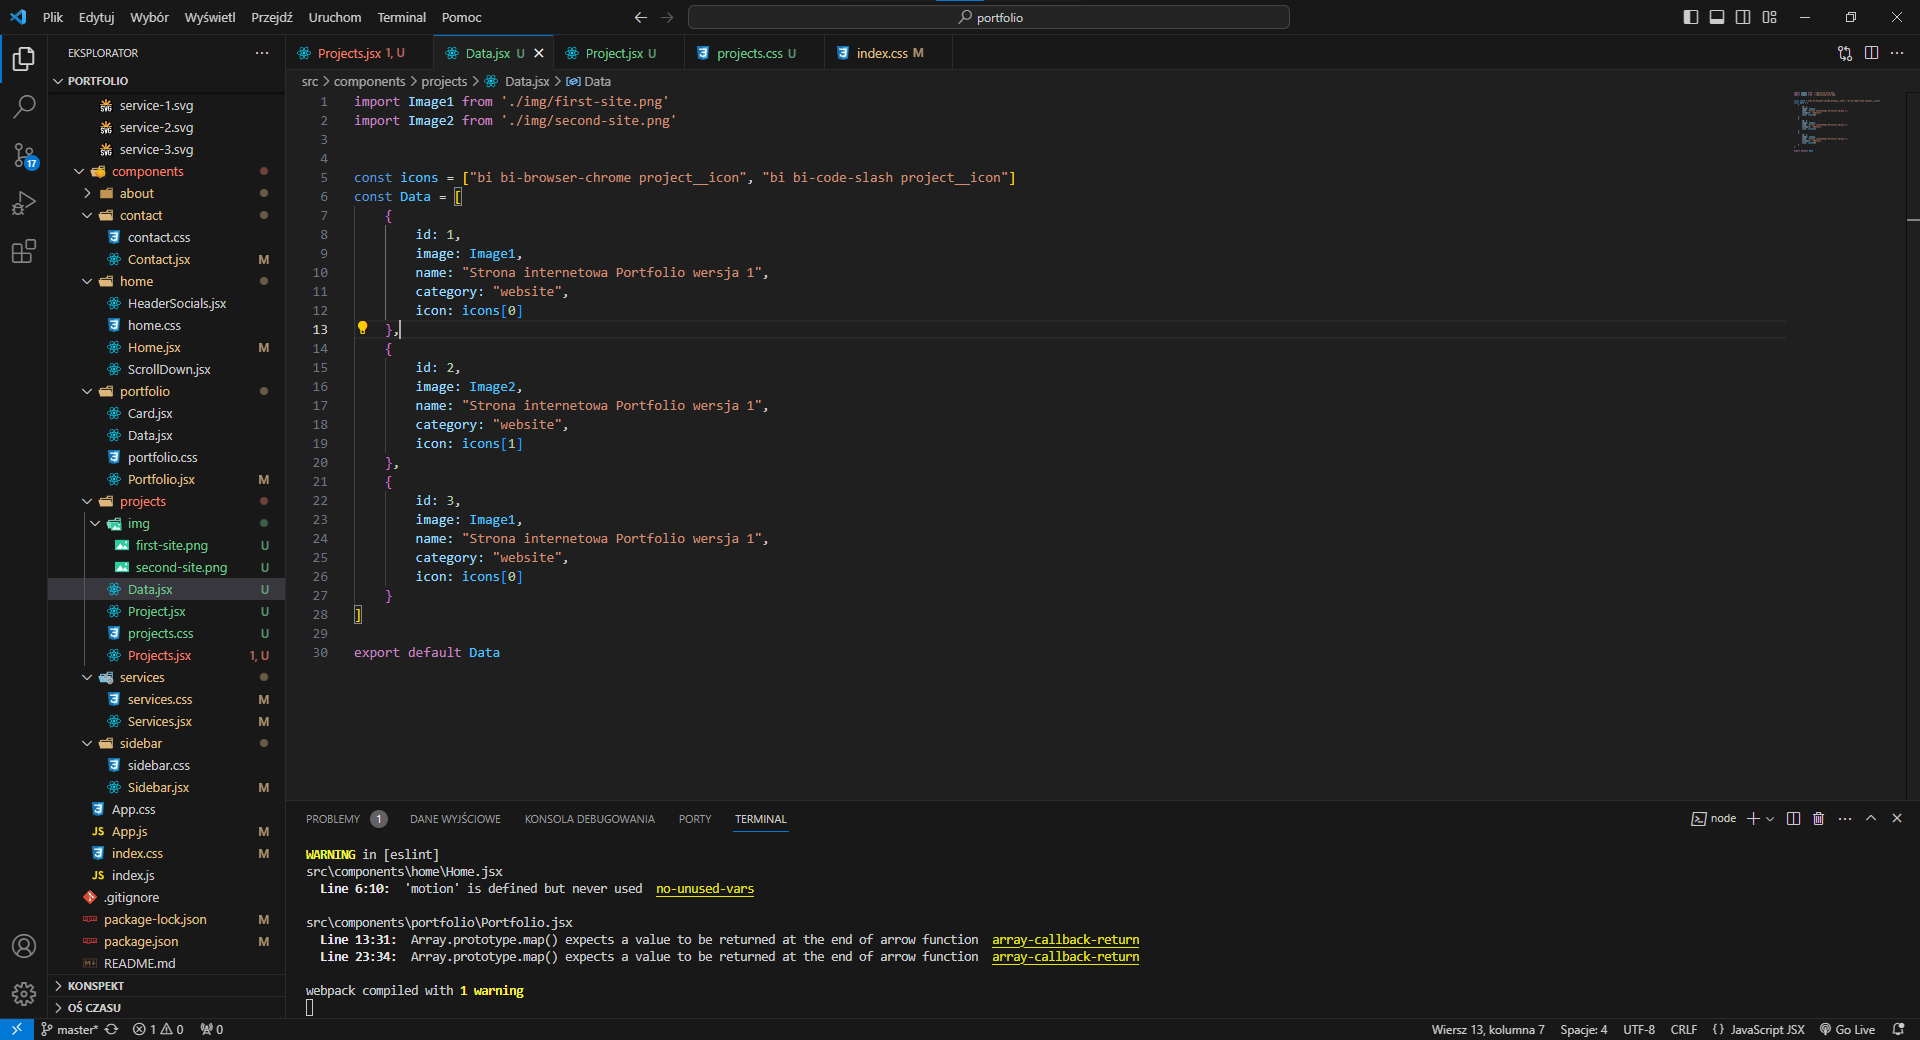 Plik Edytuj Wybór Wyświetl Przejdź Uruchom Terminal Pomoc
portfolio
EKSPLORATOR
PORTFOLIO
service-1.svg
service-2.svg
service-3.svg
components
about
contact
contact.css
Contact.jsx M
home
HeaderSocials.jsx
home.css
Home.jsx M
ScrollDown.jsx
portfolio
Card.jsx
Data.jsx
portfolio.css
Portfolio.jsx M
projects
img
first-site.png U
second-site.png U
Data.jsx U
Project.jsx U
projects.css U
Projects.jsx 1, U
services
services.css M
Services.jsx M
sidebar
sidebar.css
Sidebar.jsx M
App.css
App.js M
index.css M
index.js
.gitignore
package-lock.json M
package.json M
README.md
KONSPEKT
OŚ CZASU
17
Projects.jsx 1, U
Data.jsx U
Project.jsx U
projects.css U
index.css M
src > components > projects > Data.jsx > Data
1 import Image1 from './img/first-site.png'
2 import Image2 from './img/second-site.png'
3
4
5 const icons = ["bi bi-browser-chrome project__icon", "bi bi-code-slash project__icon"]
6 const Data = [
7 {
8 id: 1,
9 image: Image1,
10 name: "Strona internetowa Portfolio wersja 1",
11 category: "website",
12 icon: icons[0]
13 },
14 {
15 id: 2,
16 image: Image2,
17 name: "Strona internetowa Portfolio wersja 1",
18 category: "website",
19 icon: icons[1]
20 },
21 {
22 id: 3,
23 image: Image1,
24 name: "Strona internetowa Portfolio wersja 1",
25 category: "website",
26 icon: icons[0]
27 }
28 ]
29
30 export default Data
PROBLEMY 1 DANE WYJŚCIOWE KONSOLA DEBUGOWANIA PORTY TERMINAL
node
WARNING in [eslint]
src\components\home\Home.jsx
Line 6:10: 'motion' is defined but never used no-unused-vars
src\components\portfolio\Portfolio.jsx
Line 13:31: Array.prototype.map() expects a value to be returned at the end of arrow function array-callback-return
Line 23:34: Array.prototype.map() expects a value to be returned at the end of arrow function array-callback-return
webpack compiled with 1 warning
master* 1 0 0
Wiersz 13, kolumna 7 Spacje: 4 UTF-8 CRLF {} JavaScript JSX Go Live